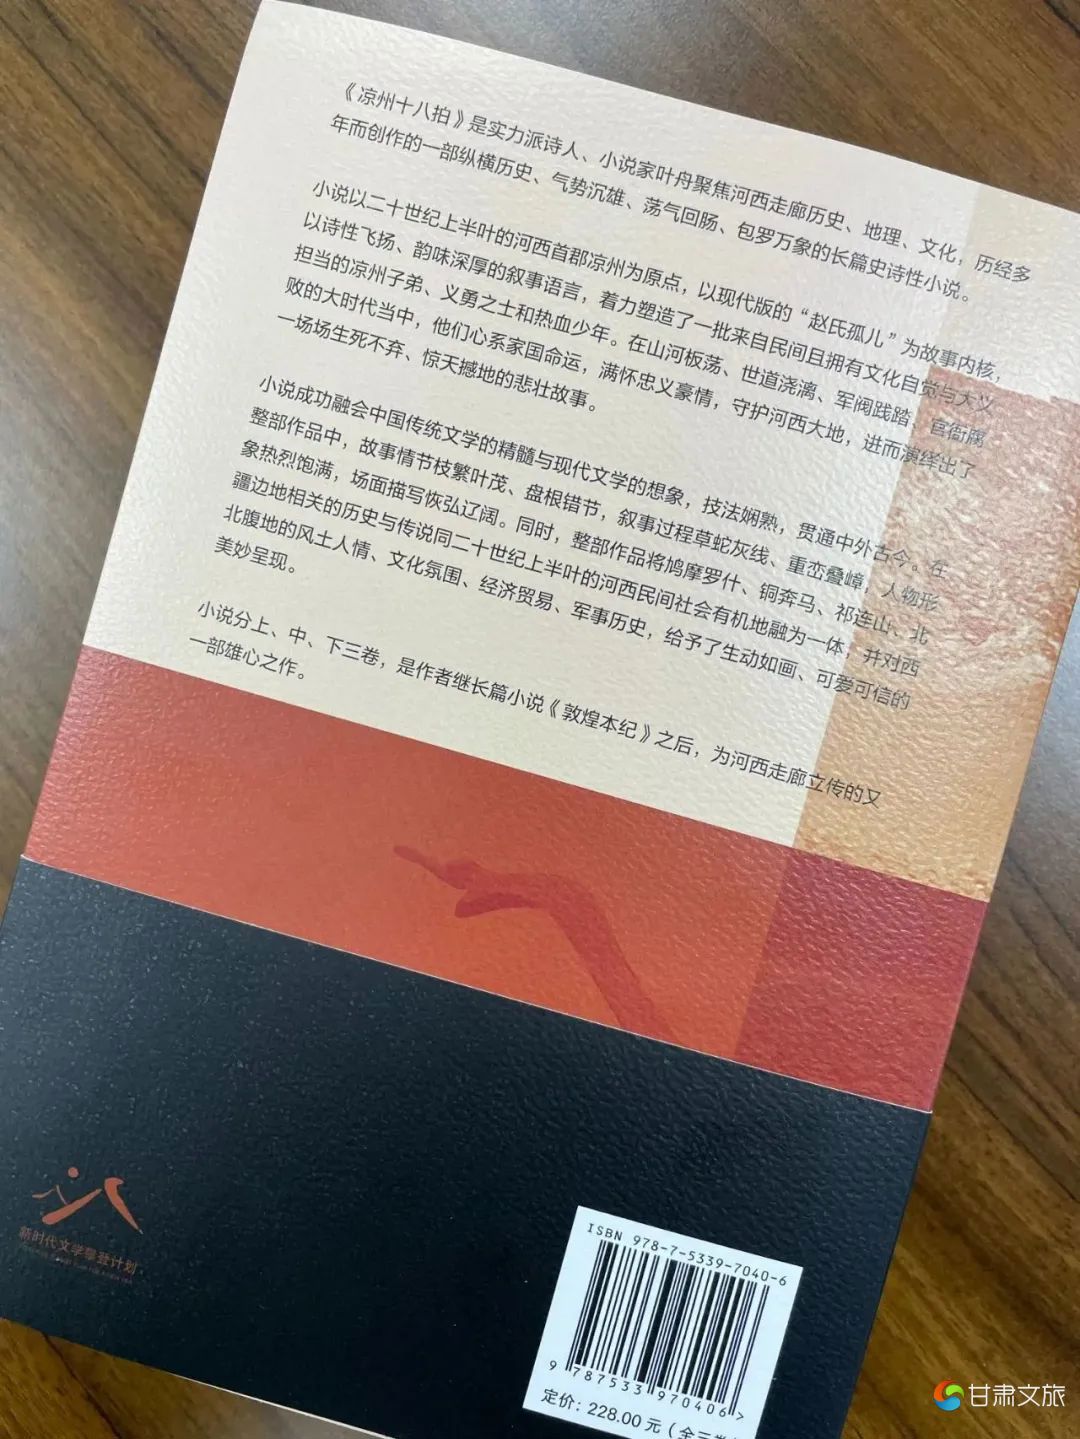 《凉州十八拍》是实力派诗人、小说家叶舟聚焦河西走廊历史、地理、文化，历经多
年而创作的一部纵横历史、气势沉雄、荡气回肠、包罗万象的长篇史诗性小说。
小说以二十世纪上半叶的河西首郡凉州为原点，以现代版的“赵氏孤儿”为故事内核，
以诗性飞扬、韵味深厚的叙事语言，着力塑造了一批来自民间且拥有文化自觉与大义
担当的凉州子弟、义勇之士和热血少年。在山河板荡、世道浇漓、军阀践踏、官衙腐
败的大时代当中，他们心系家国命运，满怀忠义豪情，守护河西大地，进而演绎出了
一场场生死不弃、惊天撼地的悲壮故事。
小说成功融会中国传统文学的精髓与现代文学的想象，技法娴熟，贯通中外古今。在
整部作品中，故事情节枝繁叶茂、盘根错节，叙事过程草蛇灰线、重峦叠嶂，人物形
象热烈饱满，场面描写恢弘辽阔。同时，整部作品将鸠摩罗什、铜奔马、祁连山、北
疆边地相关的历史与传说同二十世纪上半叶的河西民间社会有机地融为一体，并对西
北腹地的风土人情、文化氛围、经济贸易、军事历史，给予了生动如画、可爱可信的
美妙呈现。
小说分上、中、下三卷，是作者继长篇小说《敦煌本纪》之后，为河西走廊立传的又
一部雄心之作。
新时代文学攀登计划
ISBN 978-7-5339-7040-6
9 787533 970406 >
定价：228.00 元（全三
甘肃文旅